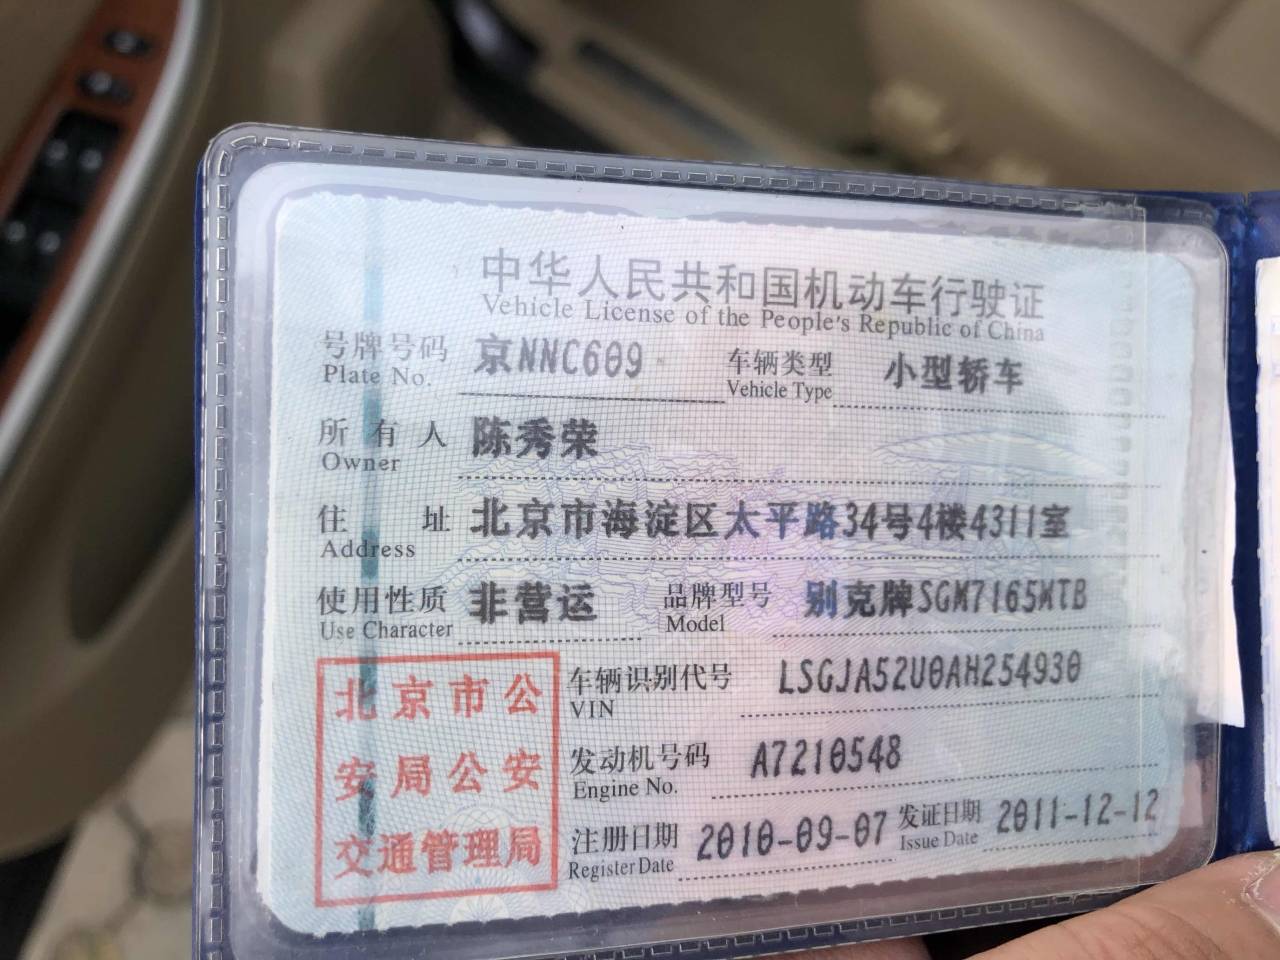 中华人民共和国机动车行驶证
Vehicle License of the People's Republic of China
号牌号码 京NNC609 车辆类型 小型轿车
Plate No. Vehicle Type
所有人 陈秀荣
Owner
住址 北京市海淀区太平路34号4楼4311室
Address
使用性质 非营运 品牌型号 别克牌SGM7165MTB
Use Character Model
车辆识别代号 LSGJA52U0AH254930
VIN
发动机号码 A7210548
Engine No.
注册日期 2010-09-07 发证日期 2011-12-12
Register Date Issue Date
北京市公
安局公安
交通管理局